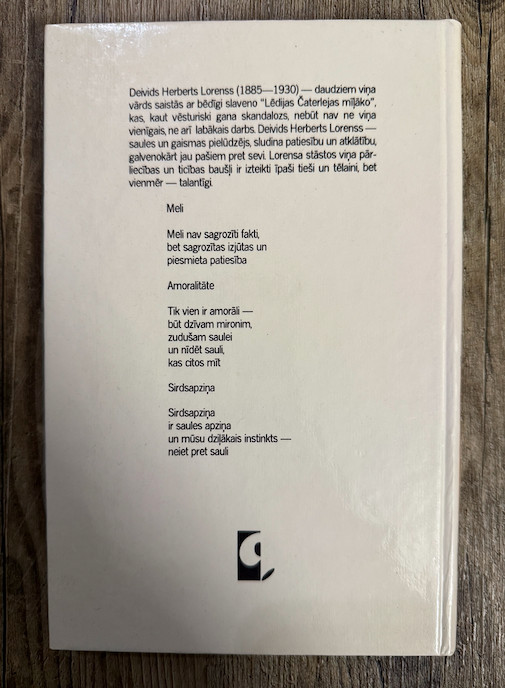 Deivids Herberts Lorenss (1885—1930) — daudziem viņa
vārds saistās ar bēdīgi slaveno "Lēdijas Čaterlejas mīļāko",
kas, kaut vēsturiski gana skandalozs, nebūt nav ne viņa
vienīgais, ne arī labākais darbs. Deivids Herberts Lorenss —
saules un gaismas pielūdzējs, sludina patiesību un atklātību,
galvenokārt jau pašiem pret sevi. Lorensa stāstos viņa pār-
liecības un ticības baušļi ir izteikti īpaši tieši un tēlaini, bet
vienmēr — talantīgi.
Meli
Meli nav sagrozīti fakti,
bet sagrozītas izjūtas un
piesmieta patiesība
Amoralitāte
Tik vien ir amorāli —
būt dzīvam mironim,
zudušam saulei
un nīdēt sauli,
kas citos mīt
Sirdsapziņa
Sirdsapziņa
ir saules apziņa
un mūsu dziļākais instinkts —
neiet pret sauli